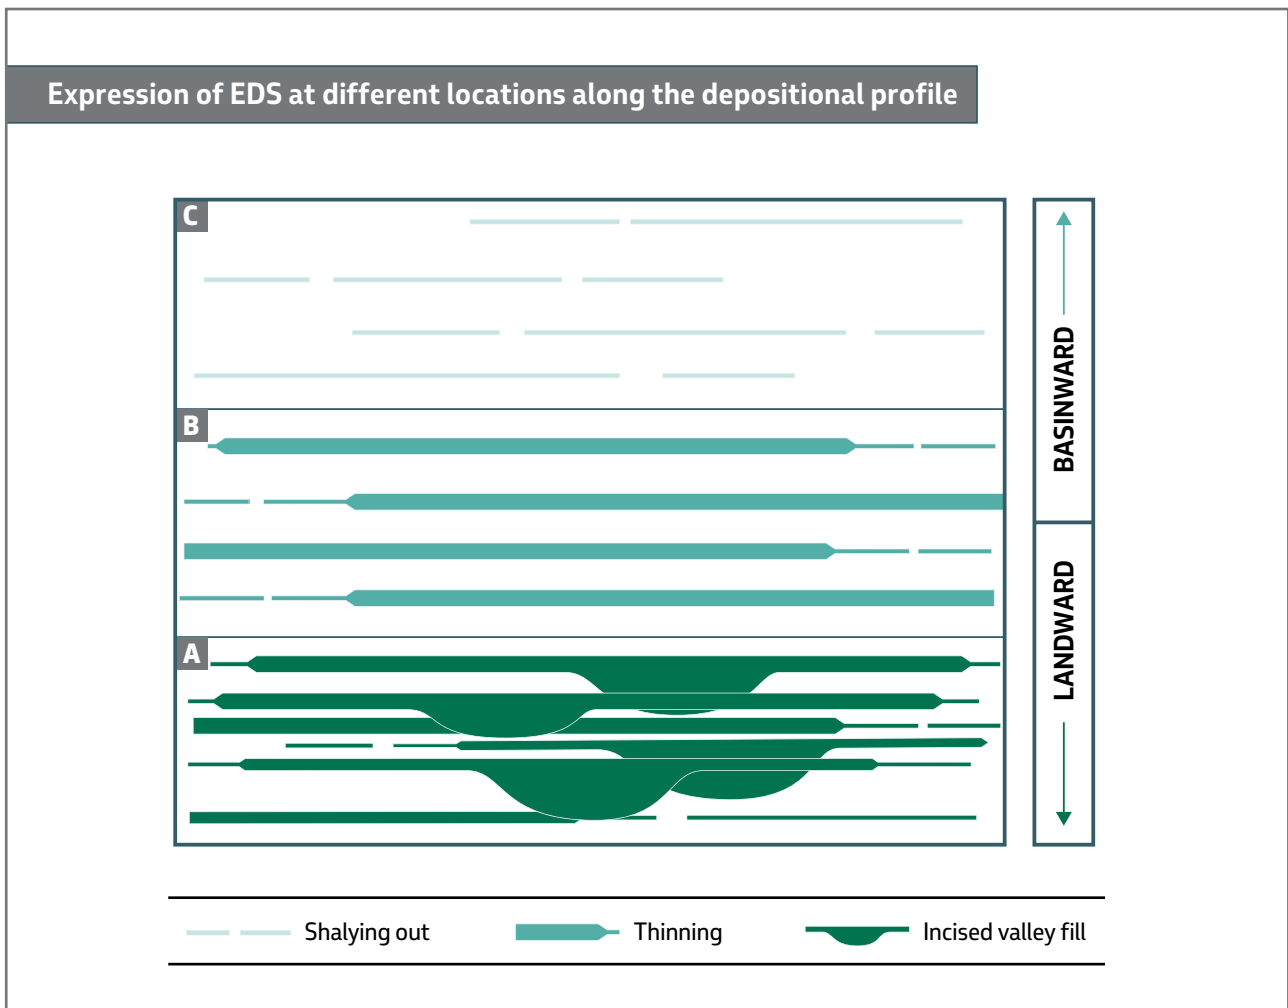 Expression of EDS at different locations along the depositional profile
C
B
A
BASINWARD
LANDWARD
Shalying out
Thinning
Incised valley fill